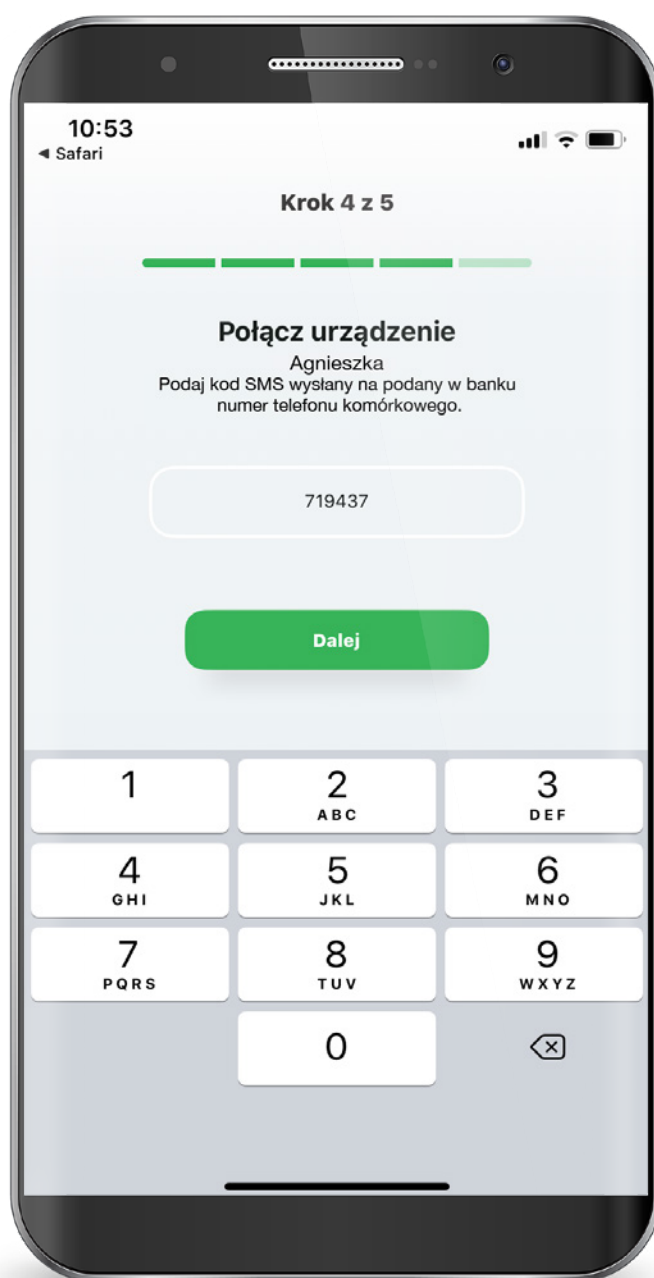 10:53
◀ Safari
Krok 4 z 5
Połącz urządzenie
Agnieszka
Podaj kod SMS wysłany na podany w banku
numer telefonu komórkowego.
719437
Dalej
1 2 3
ABC DEF
4 5 6
GHI JKL MNO
7 8 9
PQRS TUV WXYZ
0